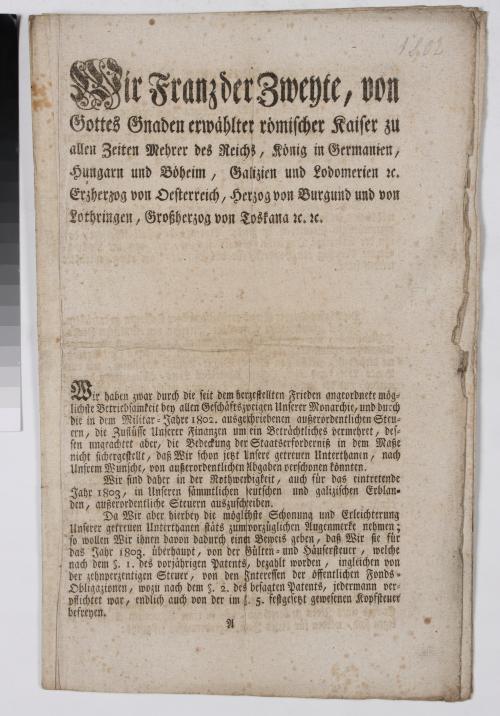 1802
Wir Franz der Zweyte, von
Gottes Gnaden erwählter römischer Kaiser zu
allen Zeiten Mehrer des Reichs, König in Germanien,
Hungarn und Böheim, Galizien und Lodomerien ꝛc.
Erzherzog von Oesterreich, Herzog von Burgund und von
Lothringen, Großherzog von Toskana ꝛc. ꝛc.
Wir haben zwar durch die seit dem hergestellten Frieden angeordnete mög-
lichste Betriebsamkeit bey allen Geschäftszweigen Unserer Monarchie, und durch
die in dem Militar-Jahre 1802. ausgeschriebenen außerordentlichen Steu-
ern, die Zuflüsse Unserer Finanzen um ein Beträchtliches vermehret, des-
sen ungeachtet aber, die Bedeckung der Staatserforderniß in dem Maße
nicht sichergestellt, daß Wir schon jetzt Unsere getreuen Unterthanen, nach
Unserm Wunsche, von außerordentlichen Abgaben verschonen könnten.
Wir sind daher in der Nothwendigkeit, auch für das eintretende
Jahr 1803, in Unseren sämmtlichen deutschen und galizischen Erblan-
den, außerordentliche Steuern auszuschreiben.
Da Wir aber hierbey die möglichste Schonung und Erleichterung
Unserer getreuen Unterthanen stäts zum vorzüglichen Augenmerke nehmen;
so wollen Wir ihnen davon dadurch einen Beweis geben, daß Wir sie für
das Jahr 1803. überhaupt, von der Gülten- und Häusersteuer, welche
nach dem §. 1. des vorjährigen Patents, bezahlt worden, ingleichen von
der zehnperzentigen Steuer, von den Interessen der öffentlichen Fonds-
Obligazionen, wozu nach dem §. 2. des besagten Patents, jedermann ver-
pflichtet war, endlich auch von der im §. 5. festgesetzt gewesenen Kopfsteuer
befreyen.
A